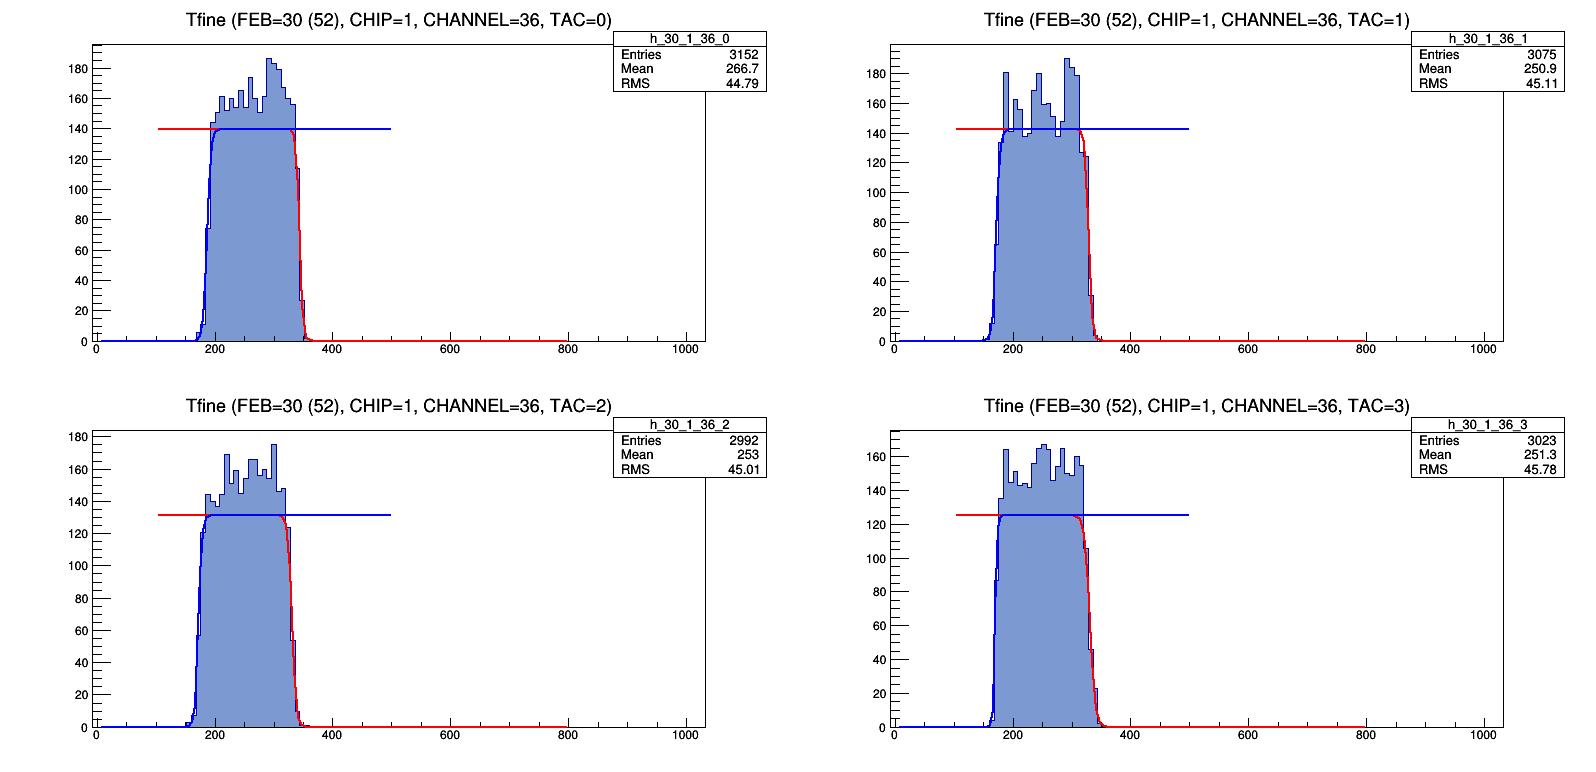 Tfine (FEB=30 (52), CHIP=1, CHANNEL=36, TAC=0)
h_30_1_36_0
Entries 3152
Mean 266.7
RMS 44.79
180
160
140
120
100
80
60
40
20
0
0 200 400 600 800 1000
Tfine (FEB=30 (52), CHIP=1, CHANNEL=36, TAC=1)
h_30_1_36_1
Entries 3075
Mean 250.9
RMS 45.11
180
160
140
120
100
80
60
40
20
0
0 200 400 600 800 1000
Tfine (FEB=30 (52), CHIP=1, CHANNEL=36, TAC=2)
h_30_1_36_2
Entries 2992
Mean 253
RMS 45.01
180
160
140
120
100
80
60
40
20
0
0 200 400 600 800 1000
Tfine (FEB=30 (52), CHIP=1, CHANNEL=36, TAC=3)
h_30_1_36_3
Entries 3023
Mean 251.3
RMS 45.78
160
140
120
100
80
60
40
20
0
0 200 400 600 800 1000